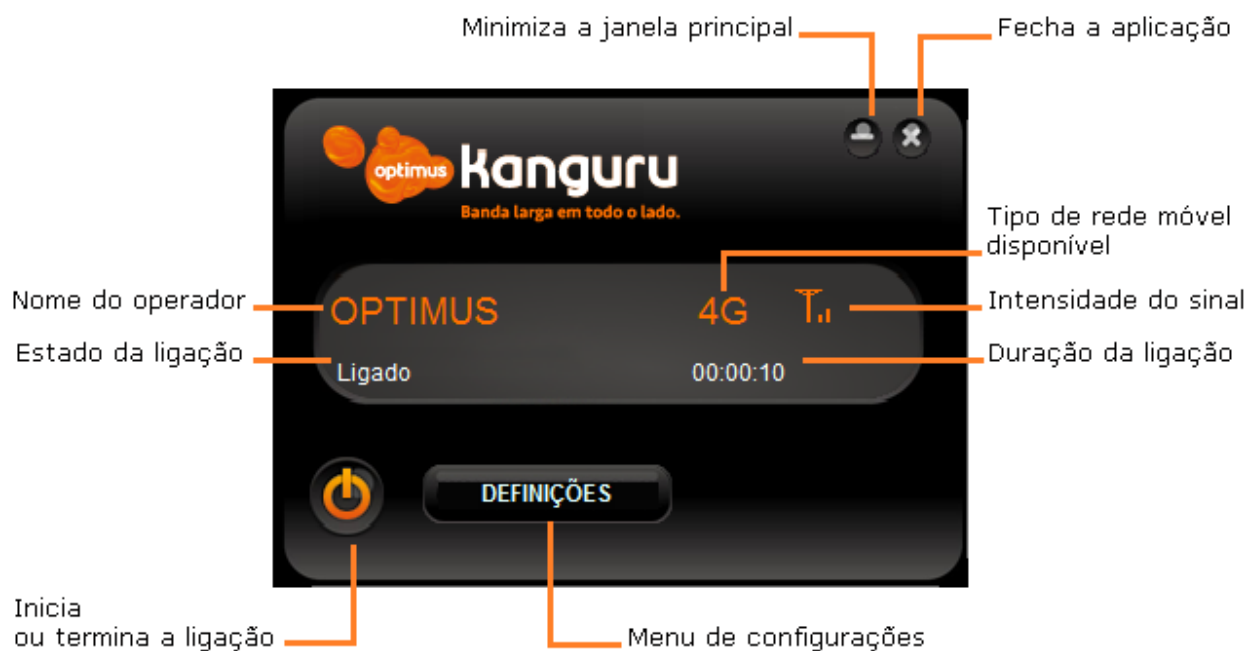 Minimiza a janela principal
Fecha a aplicação
optimus
Kanguru
Banda larga em todo o lado.
Tipo de rede móvel
disponível
Nome do operador
OPTIMUS
4G
Intensidade do sinal
Estado da ligação
Ligado
00:00:10
Duração da ligação
DEFINIÇÕES
Inicia
ou termina a ligação
Menu de configurações